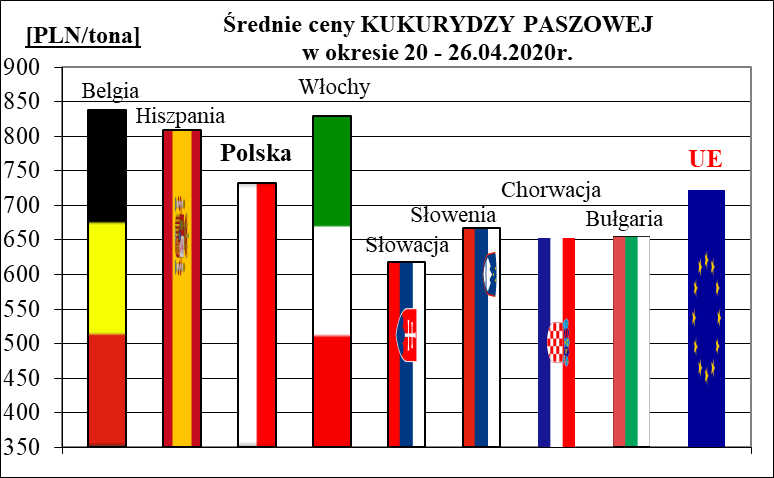 Średnie ceny KUKURYDZY PASZOWEJ
w okresie 20 - 26.04.2020r.
[PLN/tona]
900
850
800
750
700
650
600
550
500
450
400
350
Belgia
Hiszpania
Polska
Włochy
Słowacja
Słowenia
Chorwacja
Bułgaria
UE